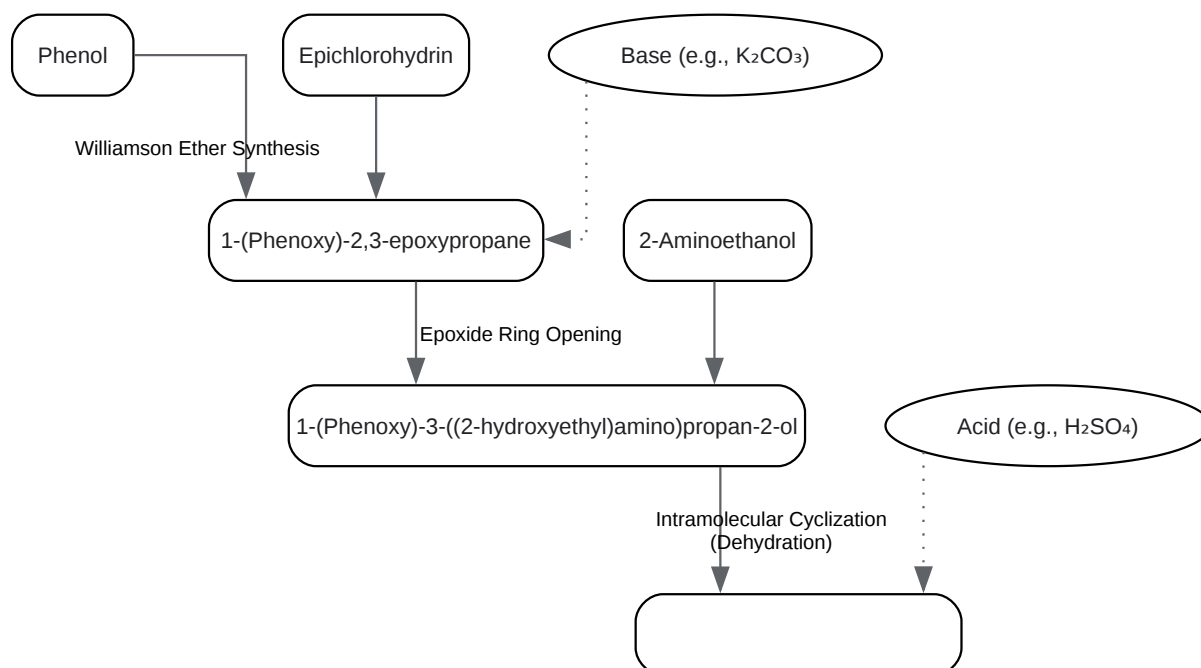 Phenol
Epichlorohydrin
Base (e.g., K₂CO₃)
Williamson Ether Synthesis
1-(Phenoxy)-2,3-epoxypropane
2-Aminoethanol
Epoxide Ring Opening
1-(Phenoxy)-3-((2-hydroxyethyl)amino)propan-2-ol
Acid (e.g., H₂SO₄)
Intramolecular Cyclization
(Dehydration)